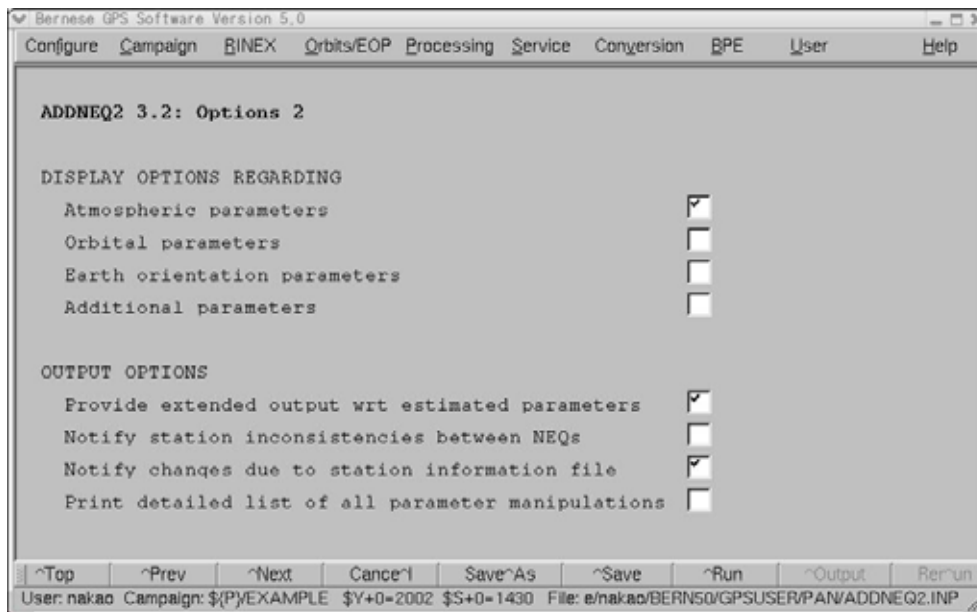 Bernese GPS Software Version 5.0
Configure Campaign RINEX Orbits/EOP Processing Service Conversion BPE User Help
ADDNEQ2 3.2: Options 2
DISPLAY OPTIONS REGARDING
Atmospheric parameters
Orbital parameters
Earth orientation parameters
Additional parameters
OUTPUT OPTIONS
Provide extended output wrt estimated parameters
Notify station inconsistencies between NEQs
Notify changes due to station information file
Print detailed list of all parameter manipulations
^Top ^Prev ^Next Cance^l Save^As ^Save ^Run ^Output Rer^un
User: nakao Campaign: ${P}/EXAMPLE $Y+0=2002 $S+0=1430 File: e/nakao/BERN50/GPSUSER/PAN/ADDNEQ2.INP